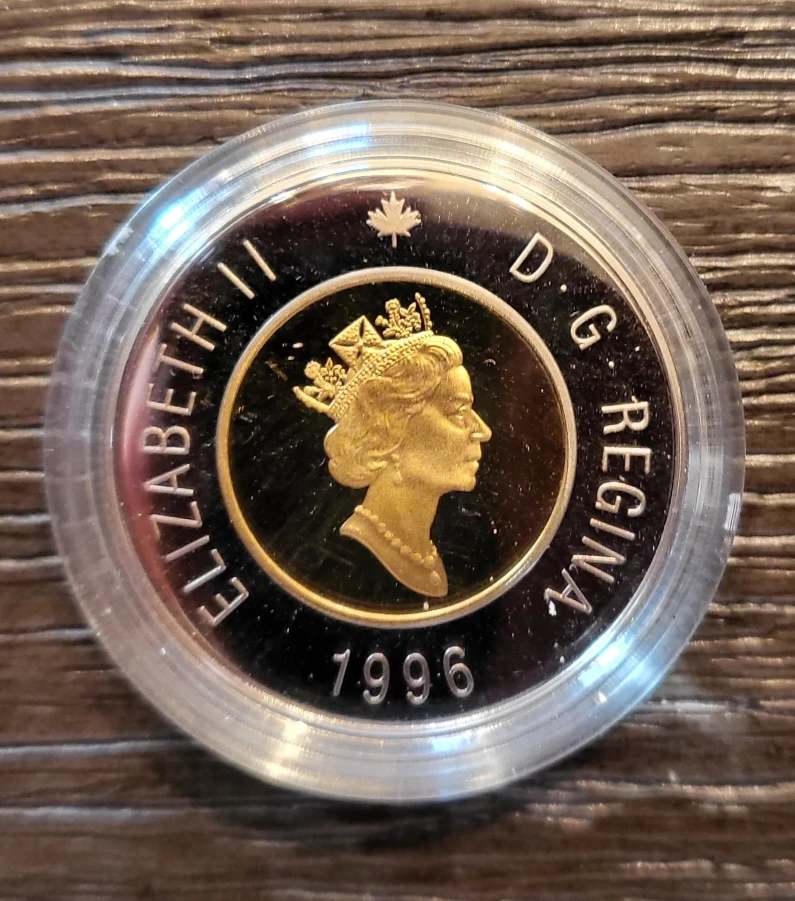 ELIZABETH II
D·G REGINA
1996